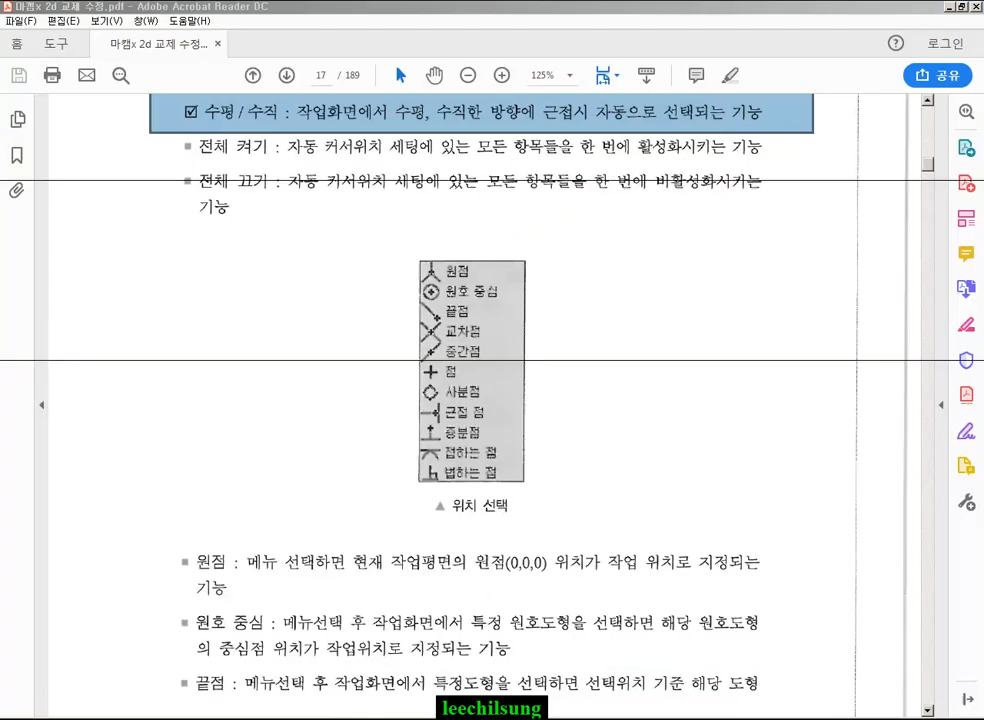 마캠x 2d 교제 수정.pdf - Adobe Acrobat Reader DC
파일(F) 편집(E) 보기(V) 창(W) 도움말(H)
홈 도구 마캠x 2d 교제 수정... × 로그인
17 / 189 125% 공유
☑ 수평/수직 : 작업화면에서 수평, 수직한 방향에 근접시 자동으로 선택되는 기능
전체 켜기 : 자동 커서위치 세팅에 있는 모든 항목들을 한 번에 활성화시키는 기능
전체 끄기 : 자동 커서위치 세팅에 있는 모든 항목들을 한 번에 비활성화시키는
기능
원점
원호 중심
끝점
교차점
중간점
점
사분점
근접 점
중분점
접하는 점
법하는 점
▲ 위치 선택
원점 : 메뉴 선택하면 현재 작업평면의 원점(0,0,0) 위치가 작업 위치로 지정되는
기능
원호 중심 : 메뉴선택 후 작업화면에서 특정 원호도형을 선택하면 해당 원호도형
의 중심점 위치가 작업위치로 지정되는 기능
끝점 : 메뉴선택 후 작업화면에서 특정도형을 선택하면 선택위치 기준 해당 도형
leechilsung